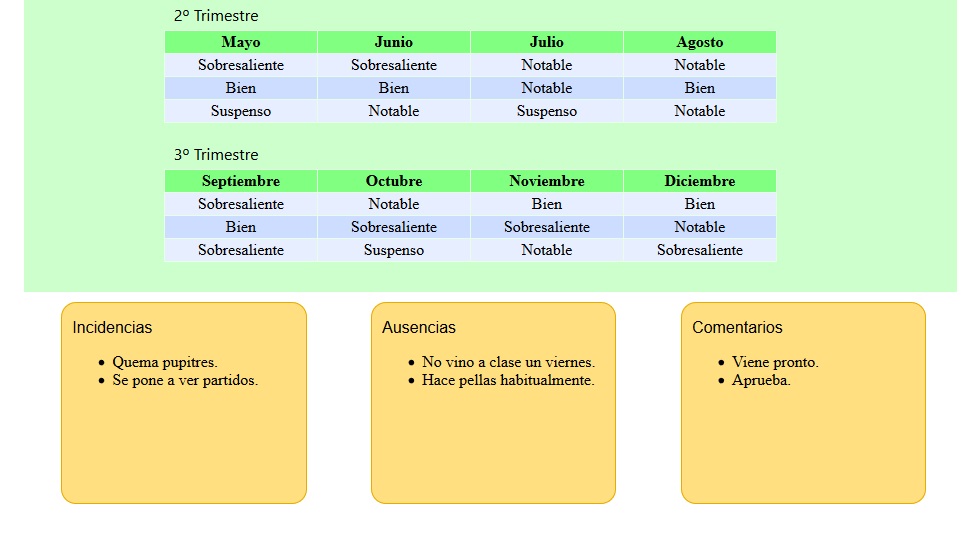 2º Trimestre
Mayo Junio Julio Agosto
Sobresaliente Sobresaliente Notable Notable
Bien Bien Notable Bien
Suspenso Notable Suspenso Notable
3º Trimestre
Septiembre Octubre Noviembre Diciembre
Sobresaliente Notable Bien Bien
Bien Sobresaliente Sobresaliente Notable
Sobresaliente Suspenso Notable Sobresaliente
Incidencias
• Quema pupitres.
• Se pone a ver partidos.
Ausencias
• No vino a clase un viernes.
• Hace pellas habitualmente.
Comentarios
• Viene pronto.
• Aprueba.